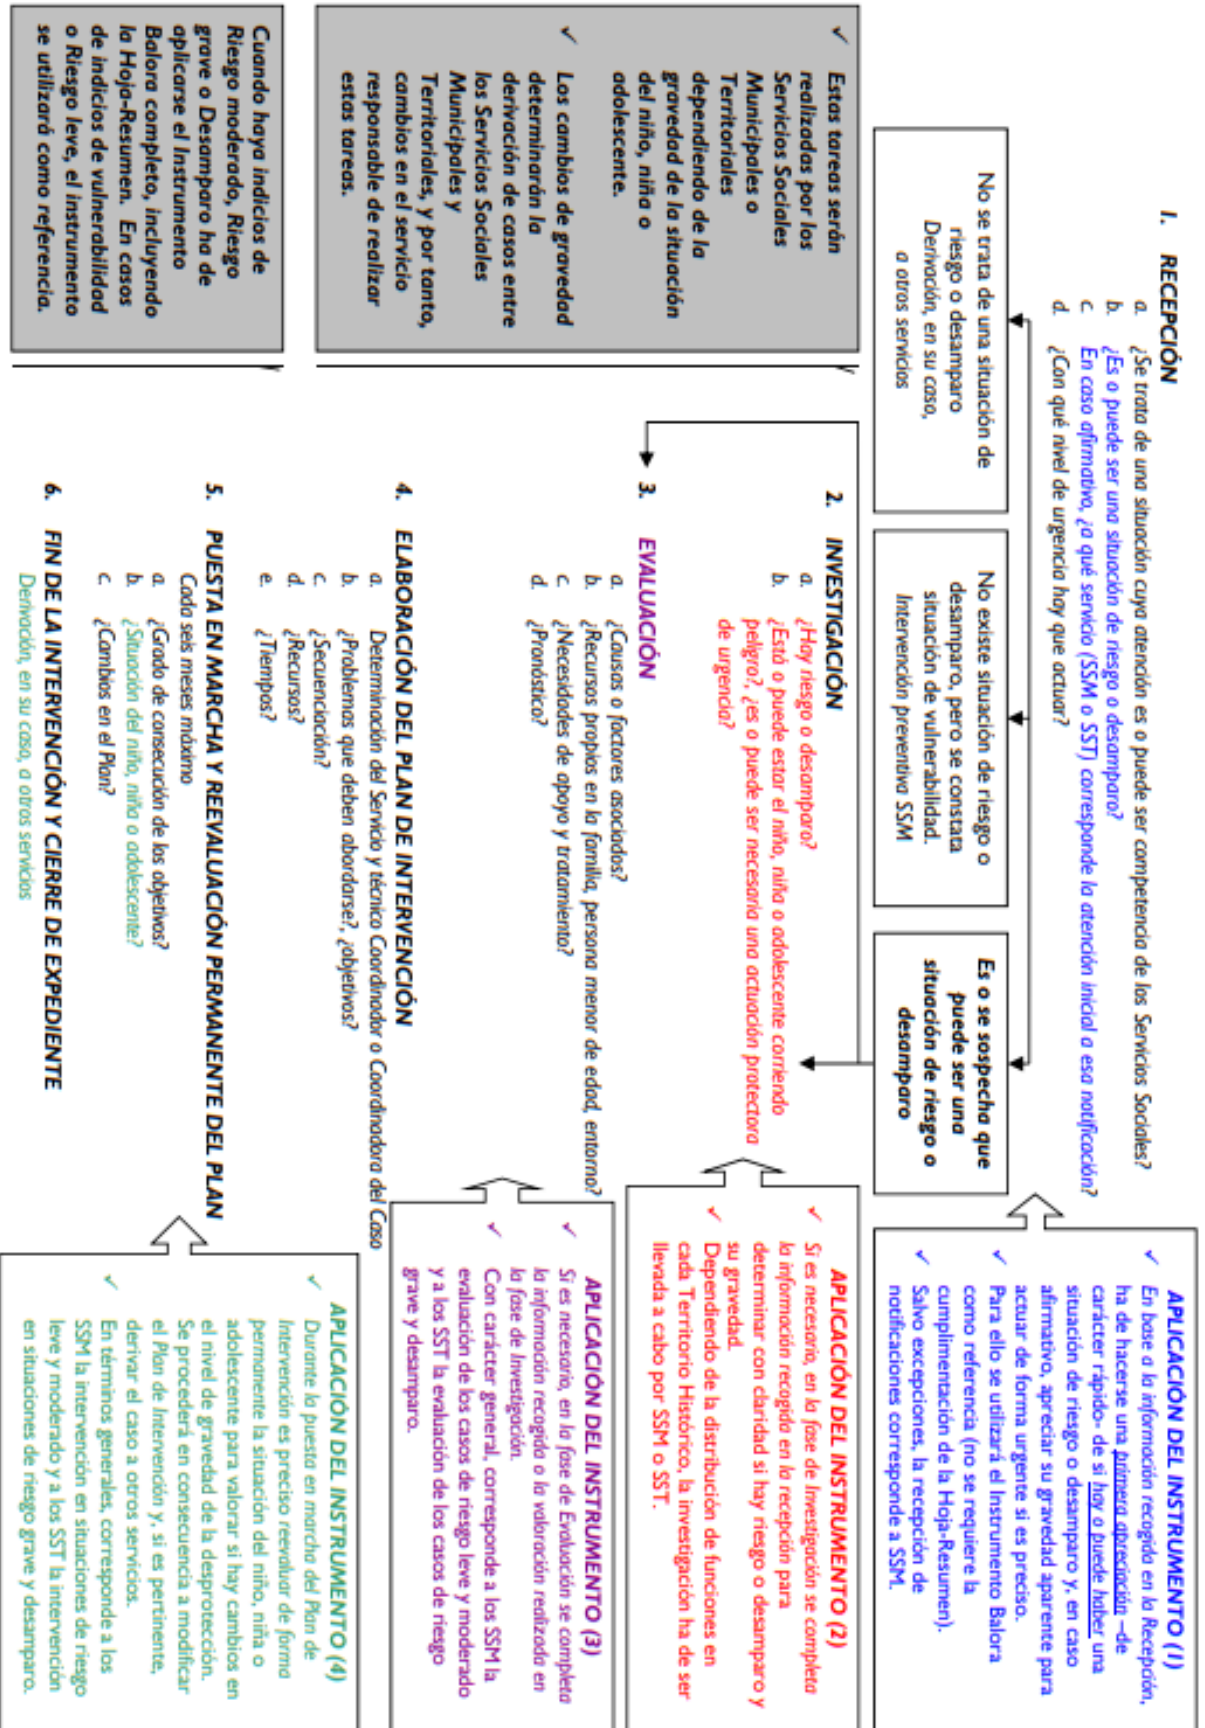 1. RECEPCIÓN
a. ¿Se trata de una situación cuya atención es o puede ser competencia de los Servicios Sociales?
b. ¿Es o puede ser una situación de riesgo o desamparo?
c. En caso afirmativo, ¿a qué servicio (SSM o SST) corresponde la atención inicial a esa notificación?
d. ¿Con qué nivel de urgencia hay que actuar?
APLICACIÓN DEL INSTRUMENTO (1)
✓ En base a la información recogida en la Recepción,
ha de hacerse una primera apreciación –de
carácter rápido- de si hay o puede haber una
situación de riesgo o desamparo y, en caso
afirmativo, apreciar su gravedad aparente para
actuar de forma urgente si es preciso.
✓ Para ello se utilizará el Instrumento Balora
como referencia (no se requiere la
cumplimentación de la Hoja-Resumen).
✓ Salvo excepciones, la recepción de
notificaciones corresponde a SSM.
No se trata de una situación de
riesgo o desamparo
Derivación, en su caso,
a otros servicios
No existe situación de riesgo o
desamparo, pero se constata
situación de vulnerabilidad.
Intervención preventiva SSM
Es o se sospecha que
puede ser una
situación de riesgo o
desamparo
✓ Estas tareas serán
realizadas por los
Servicios Sociales
Municipales o
Territoriales
dependiendo de la
gravedad de la situación
del niño, niña o
adolescente.
✓ Los cambios de gravedad
determinarán la
derivación de casos entre
los Servicios Sociales
Municipales y
Territoriales, y por tanto,
cambios en el servicio
responsable de realizar
estas tareas.
2. INVESTIGACIÓN
a. ¿Hay riesgo o desamparo?
b. ¿Está o puede estar el niño, niña o adolescente corriendo
peligro?, ¿es o puede ser necesaria una actuación protectora
de urgencia?
APLICACIÓN DEL INSTRUMENTO (2)
✓ Si es necesario, en la fase de Investigación se completa
la información recogida en la recepción para
determinar con claridad si hay riesgo o desamparo y
su gravedad.
✓ Dependiendo de la distribución de funciones en
cada Territorio Histórico, la investigación ha de ser
llevada a cabo por SSM o SST.
3. EVALUACIÓN
a. ¿Causas o factores asociados?
b. ¿Recursos propios en la familia, persona menor de edad, entorno?
c. ¿Necesidades de apoyo y tratamiento?
d. ¿Pronóstico?
APLICACIÓN DEL INSTRUMENTO (3)
✓ Si es necesario, en la fase de Evaluación se completa
la información recogida o la valoración realizada en
la fase de Investigación.
✓ Con carácter general, corresponde a los SSM la
evaluación de los casos de riesgo leve y moderado
y a los SST la evaluación de los casos de riesgo
grave y desamparo.
4. ELABORACIÓN DEL PLAN DE INTERVENCIÓN
a. Determinación del Servicio y técnico Coordinador o Coordinadora del Caso
b. ¿Problemas que deben abordarse?, ¿objetivos?
c. ¿Secuenciación?
d. ¿Recursos?
e. ¿Tiempos?
Cuando haya indicios de
Riesgo moderado, Riesgo
grave o Desamparo ha de
aplicarse el Instrumento
Balora completo, incluyendo
la Hoja-Resumen. En casos
de indicios de vulnerabilidad
o Riesgo leve, el instrumento
se utilizará como referencia.
5. PUESTA EN MARCHA Y REEVALUACIÓN PERMANENTE DEL PLAN
Cada seis meses máximo
a. ¿Grado de consecución de los objetivos?
b. ¿Situación del niño, niña o adolescente?
c. ¿Cambios en el Plan?
APLICACIÓN DEL INSTRUMENTO (4)
✓ Durante la puesta en marcha del Plan de
Intervención es preciso reevaluar de forma
permanente la situación del niño, niña o
adolescente para valorar si hay cambios en
el nivel de gravedad de la desprotección.
Se procederá en consecuencia a modificar
el Plan de Intervención y, si es pertinente,
derivar el caso a otros servicios.
✓ En términos generales, corresponde a los
SSM la intervención en situaciones de riesgo
leve y moderado y a los SST la intervención
en situaciones de riesgo grave y desamparo.
6. FIN DE LA INTERVENCIÓN Y CIERRE DE EXPEDIENTE
Derivación, en su caso, a otros servicios